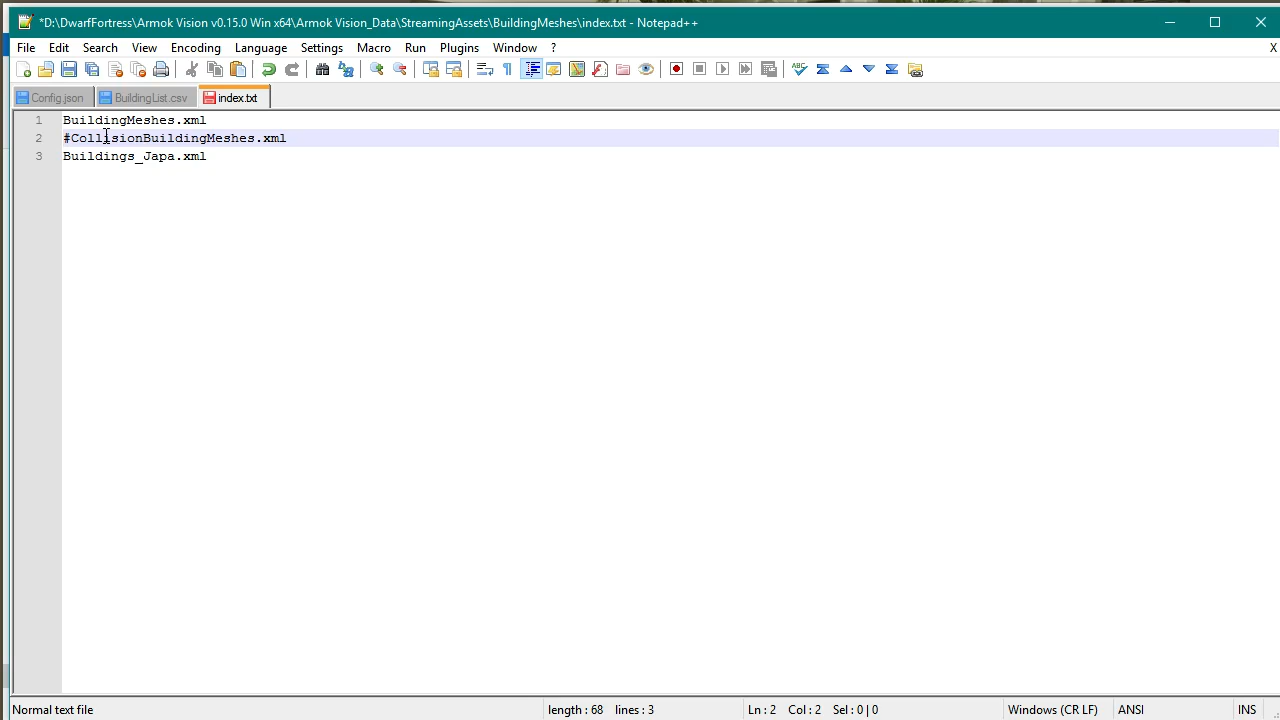 *D:\DwarfFortress\Armok Vision v0.15.0 Win x64\Armok Vision_Data\StreamingAssets\BuildingMeshes\index.txt - Notepad++
File Edit Search View Encoding Language Settings Macro Run Plugins Window ? X
Config.json BuildingList.csv index.txt
1 BuildingMeshes.xml
2 #CollisionBuildingMeshes.xml
3 Buildings_Japa.xml
Normal text file length : 68 lines : 3 Ln : 2 Col : 2 Sel : 0 | 0 Windows (CR LF) ANSI INS